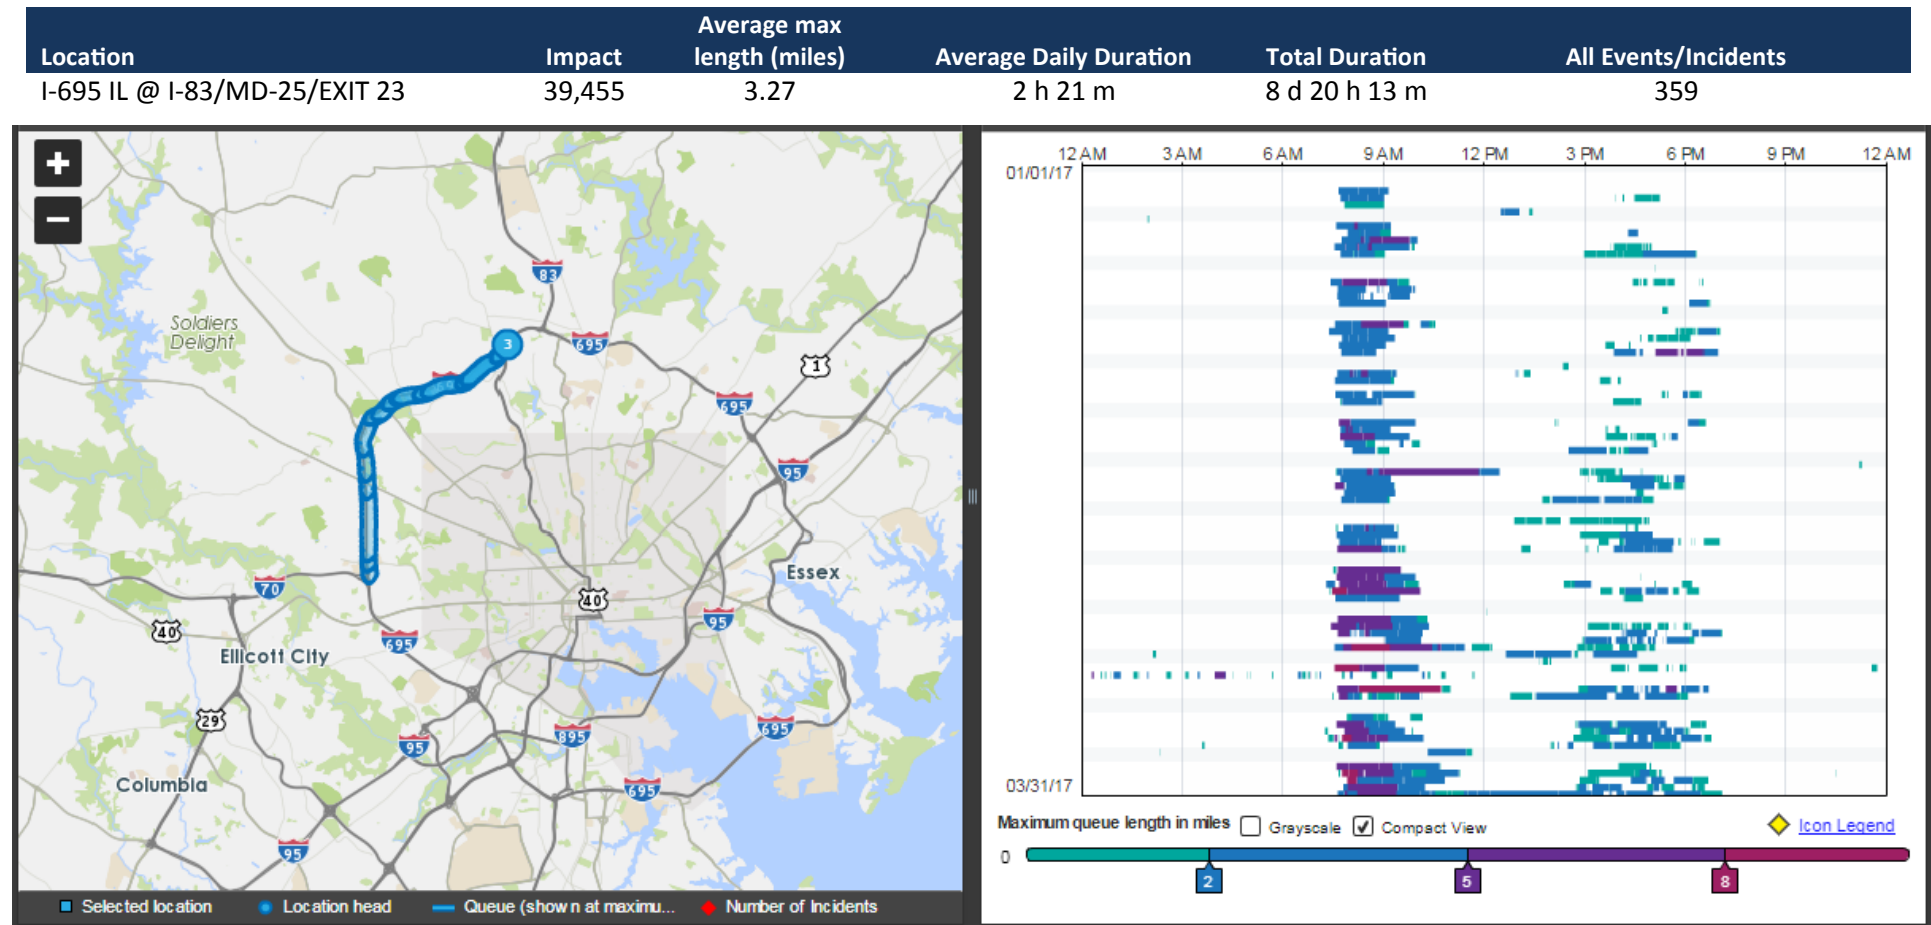 Location Impact Average max length (miles) Average Daily Duration Total Duration All Events/Incidents
I-695 IL @ I-83/MD-25/EXIT 23 39,455 3.27 2 h 21 m 8 d 20 h 13 m 359
+
−
83
Soldiers
Delight
3
695
1
695
95
Essex
70
40
40
95
695
Ellicott City
29
695
895
95
Columbia
695
95
Selected location Location head Queue (shown at maximu... Number of Incidents
12 AM 3 AM 6 AM 9 AM 12 PM 3 PM 6 PM 9 PM 12 AM
01/01/17
03/31/17
Maximum queue length in miles Grayscale Compact View Icon Legend
0
2 5 8